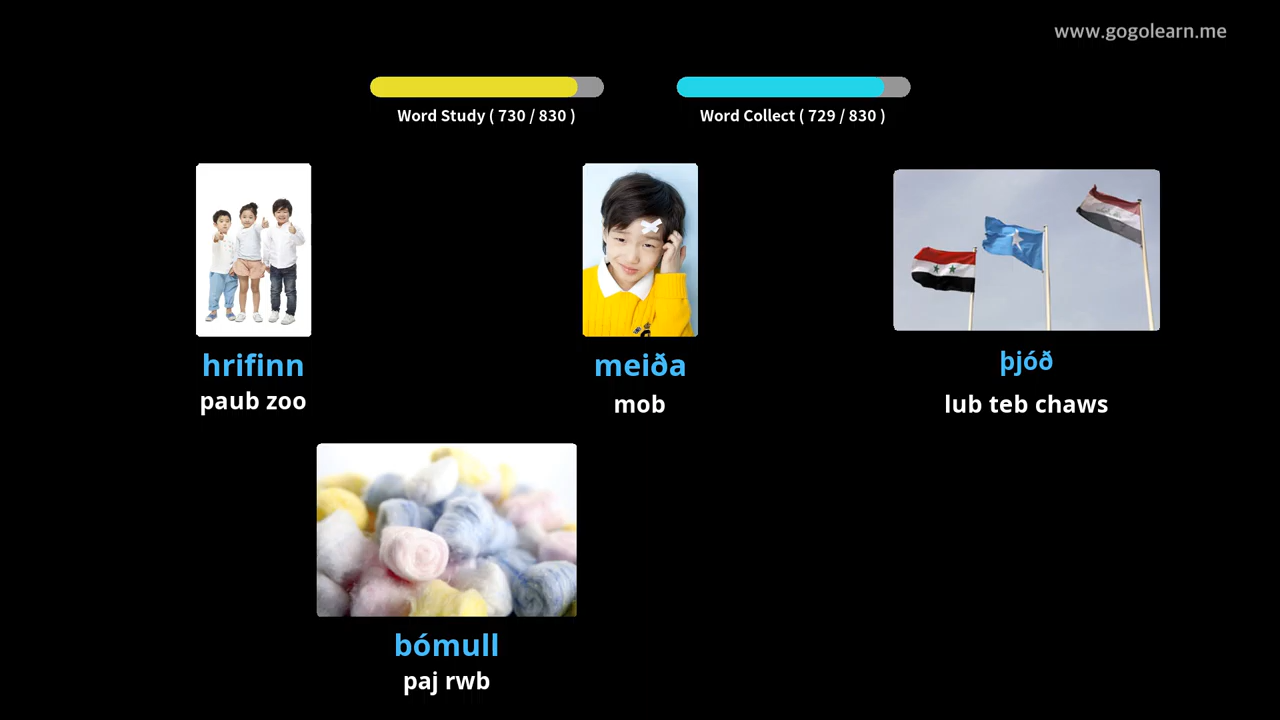 www.gogolearn.me
Word Study ( 730 / 830 )
Word Collect ( 729 / 830 )
hrifinn
paub zoo
meiða
mob
þjóð
lub teb chaws
bómull
paj rwb